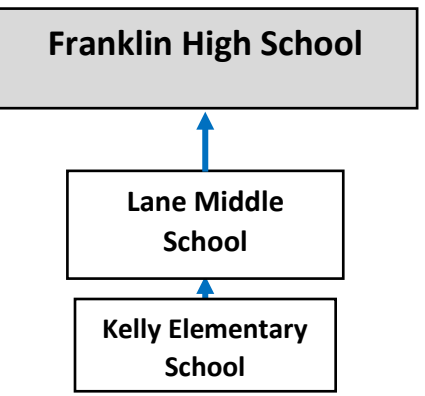 Franklin High School
Lane Middle
School
Kelly Elementary
School